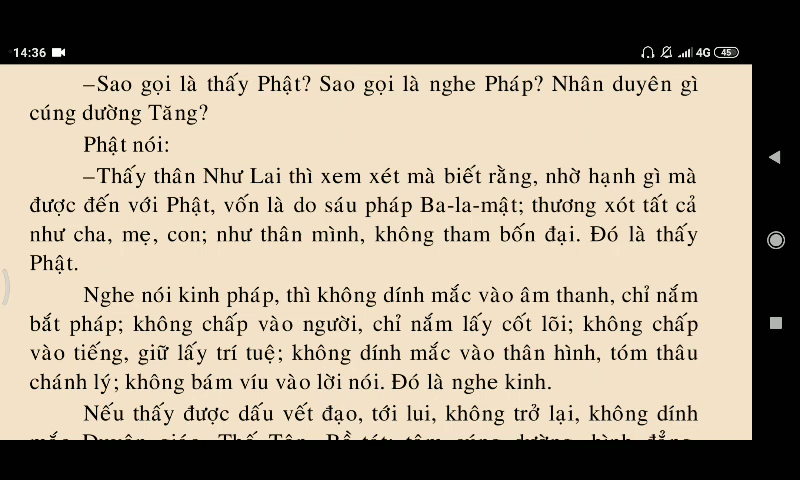 14:36
4G 45
–Sao gọi là thấy Phật? Sao gọi là nghe Pháp? Nhân duyên gì
cúng dường Tăng?
Phật nói:
–Thấy thân Như Lai thì xem xét mà biết rằng, nhờ hạnh gì mà
được đến với Phật, vốn là do sáu pháp Ba-la-mật; thương xót tất cả
như cha, mẹ, con; như thân mình, không tham bốn đại. Đó là thấy
Phật.
Nghe nói kinh pháp, thì không dính mắc vào âm thanh, chỉ nắm
bắt pháp; không chấp vào người, chỉ nắm lấy cốt lõi; không chấp
vào tiếng, giữ lấy trí tuệ; không dính mắc vào thân hình, tóm thâu
chánh lý; không bám víu vào lời nói. Đó là nghe kinh.
Nếu thấy được dấu vết đạo, tới lui, không trở lại, không dính